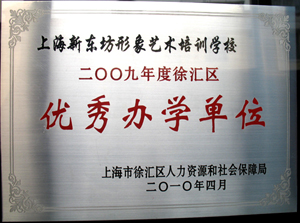 上海新东坊形象艺术培训学校
二〇〇九年度徐汇区
优秀办学单位
上海市徐汇区人力资源和社会保障局
二〇一〇年四月